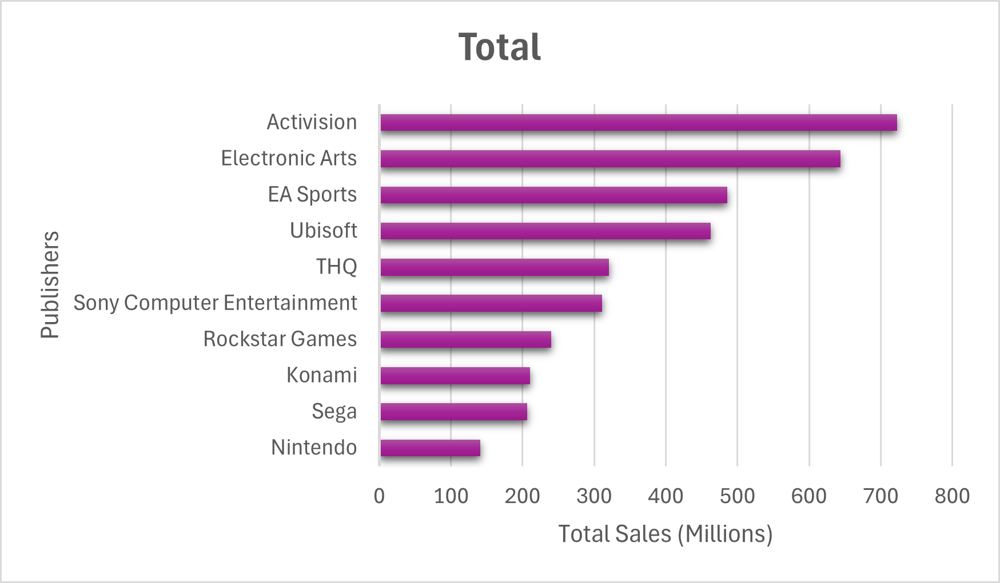 Total
Publishers
Activision
Electronic Arts
EA Sports
Ubisoft
THQ
Sony Computer Entertainment
Rockstar Games
Konami
Sega
Nintendo
0 100 200 300 400 500 600 700 800
Total Sales (Millions)